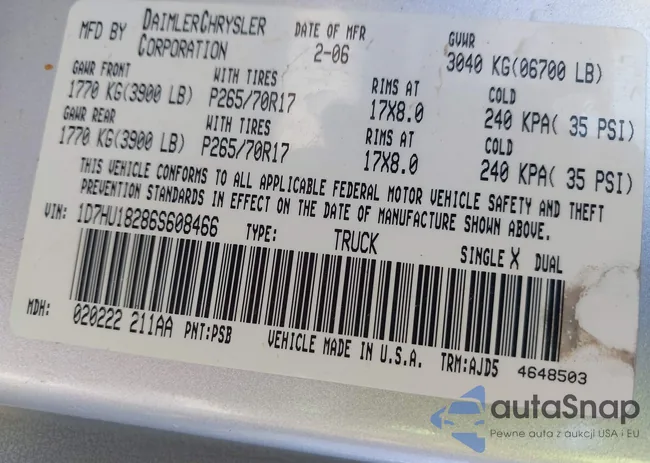 MFD BY DAIMLERCHRYSLER CORPORATION DATE OF MFR 2-06 GVWR 3040 KG(06700 LB)
GAWR FRONT WITH TIRES RIMS AT COLD
1770 KG(3900 LB) P265/70R17 17X8.0 240 KPA( 35 PSI)
GAWR REAR WITH TIRES RIMS AT COLD
1770 KG(3900 LB) P265/70R17 17X8.0 240 KPA( 35 PSI)
THIS VEHICLE CONFORMS TO ALL APPLICABLE FEDERAL MOTOR VEHICLE SAFETY AND THEFT
PREVENTION STANDARDS IN EFFECT ON THE DATE OF MANUFACTURE SHOWN ABOVE.
VIN: 1D7HU18286S608466 TYPE: TRUCK SINGLE X DUAL
MDH: 020222 211AA PNT:PSB VEHICLE MADE IN U.S.A. TRM:AJD5 4648503
autaSnap
Pewne auta z aukcji USA i EU